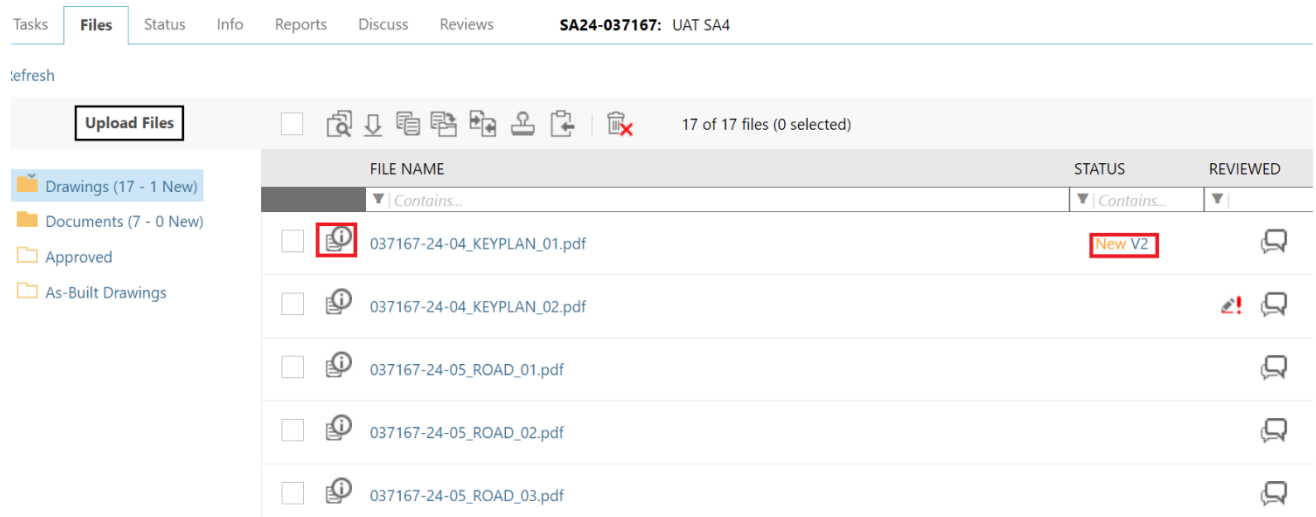 Tasks Files Status Info Reports Discuss Reviews SA24-037167: UAT SA4
Refresh
Upload Files 17 of 17 files (0 selected)
FILE NAME STATUS REVIEWED
Contains... Contains...
Drawings (17 - 1 New)
Documents (7 - 0 New)
Approved
As-Built Drawings
037167-24-04_KEYPLAN_01.pdf New V2
037167-24-04_KEYPLAN_02.pdf
037167-24-05_ROAD_01.pdf
037167-24-05_ROAD_02.pdf
037167-24-05_ROAD_03.pdf